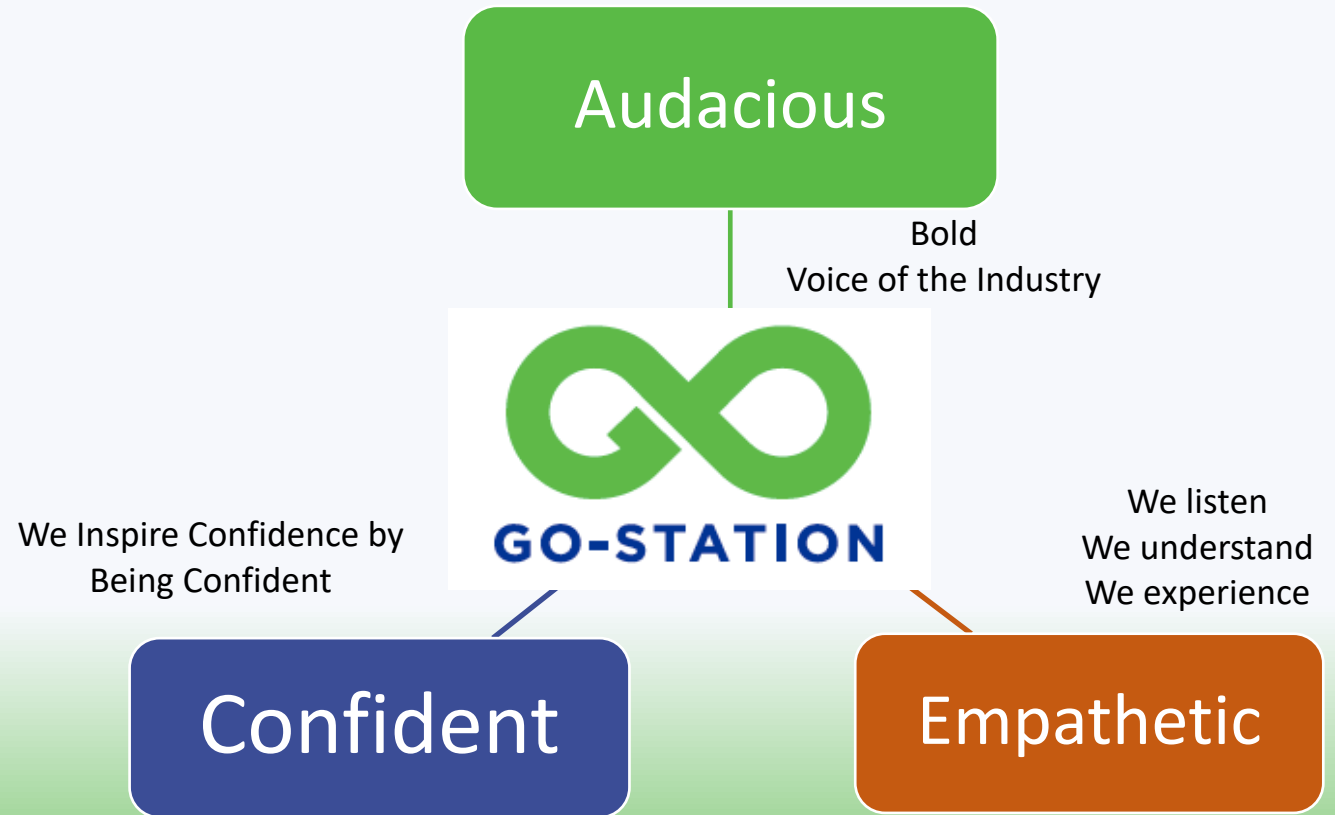 Audacious
Bold
Voice of the Industry
GO
GO-STATION
We Inspire Confidence by
Being Confident
We listen
We understand
We experience
Confident
Empathetic